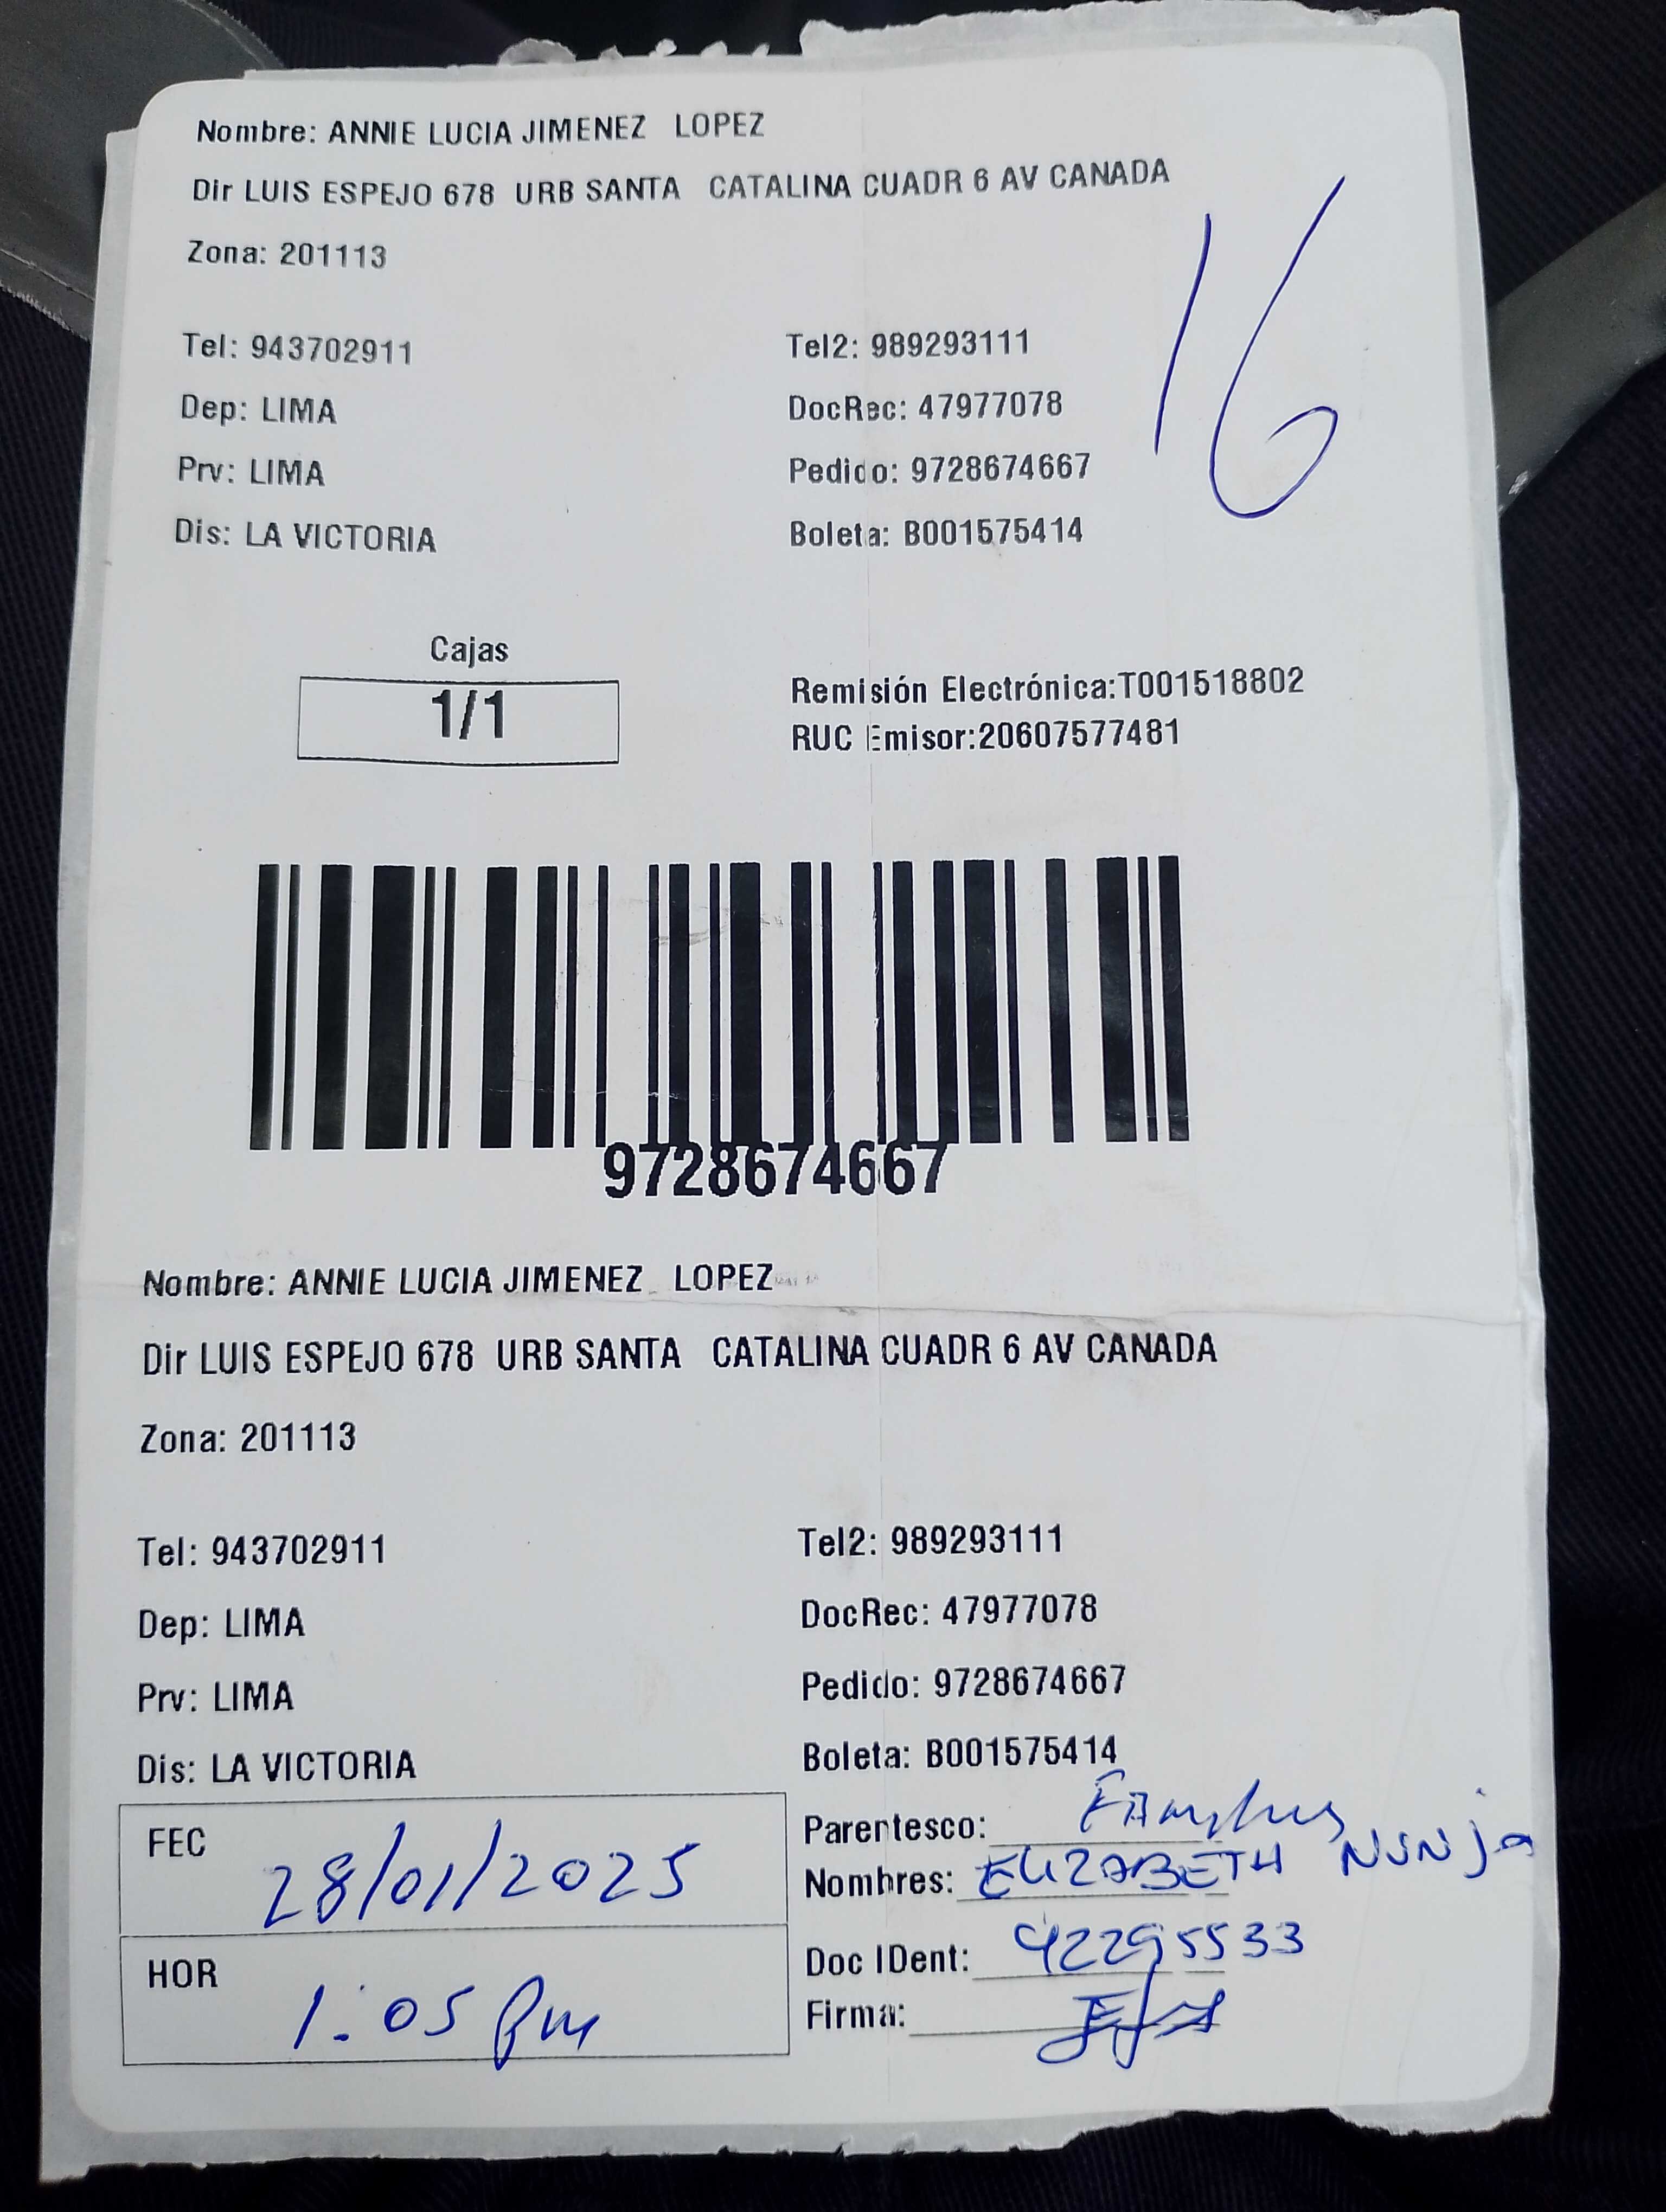 Nombre: ANNIE LUCIA JIMENEZ LOPEZ
Dir LUIS ESPEJO 678 URB SANTA CATALINA CUADR 6 AV CANADA
Zona: 201113
16
Tel: 943702911 Tel2: 989293111
Dep: LIMA DocRec: 47977078
Prv: LIMA Pedido: 9728674667
Dis: LA VICTORIA Boleta: B001575414
Cajas
1/1
Remisión Electrónica:T001518802
RUC Emisor:20607577481
9728674667
Nombre: ANNIE LUCIA JIMENEZ LOPEZ
Dir LUIS ESPEJO 678 URB SANTA CATALINA CUADR 6 AV CANADA
Zona: 201113
Tel: 943702911 Tel2: 989293111
Dep: LIMA DocRec: 47977078
Prv: LIMA Pedido: 9728674667
Dis: LA VICTORIA Boleta: B001575414
FEC 28/01/2025
HOR 1:05 Pm
Parentesco:
Nombres: ELIZABETH
Doc IDent: 42295533
Firma: